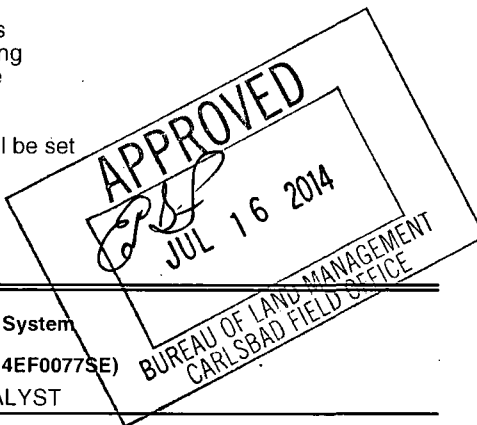 s
ng
e
l be set
APPROVED
JUL 16 2014
BUREAU OF LAND MANAGEMENT
CARLSBAD FIELD OFFICE
System
4EF0077SE)
ALYST